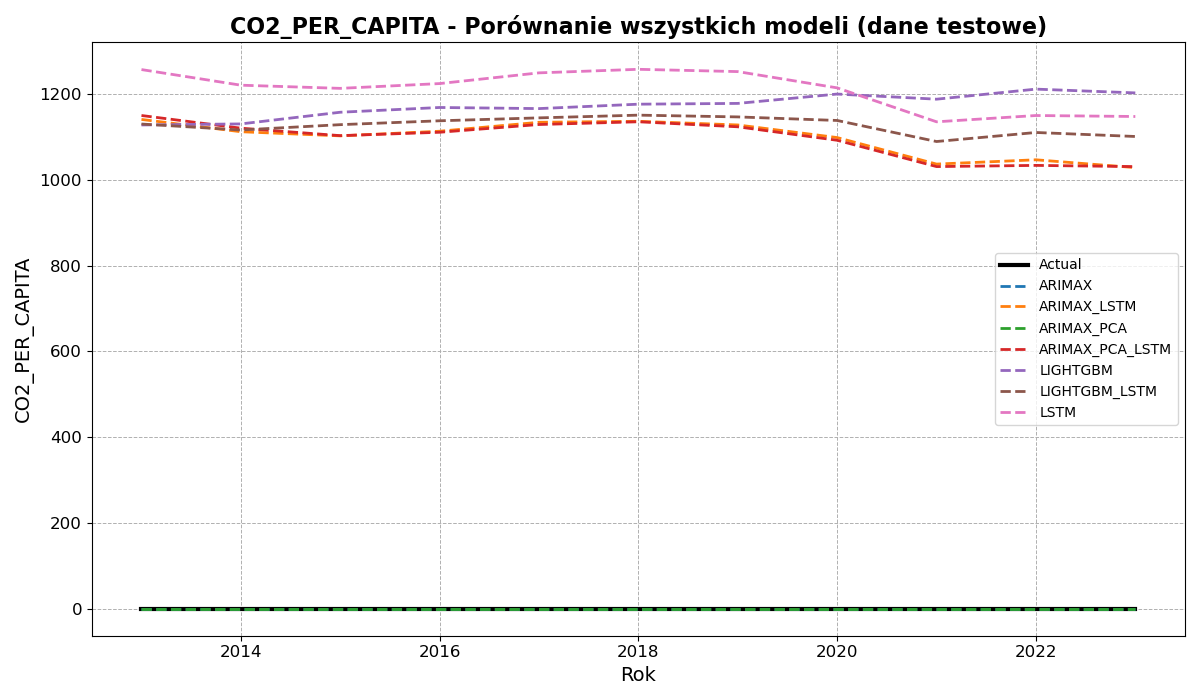 CO2_PER_CAPITA - Porównanie wszystkich modeli (dane testowe)
CO2_PER_CAPITA
1200
1000
800
600
400
200
0
Actual
ARIMAX
ARIMAX_LSTM
ARIMAX_PCA
ARIMAX_PCA_LSTM
LIGHTGBM
LIGHTGBM_LSTM
LSTM
2014 2016 2018 2020 2022
Rok